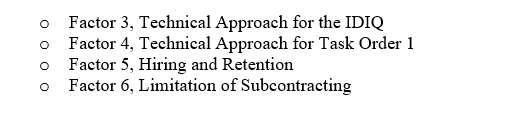 o Factor 3, Technical Approach for the IDIQ
o Factor 4, Technical Approach for Task Order 1
o Factor 5, Hiring and Retention
o Factor 6, Limitation of Subcontracting